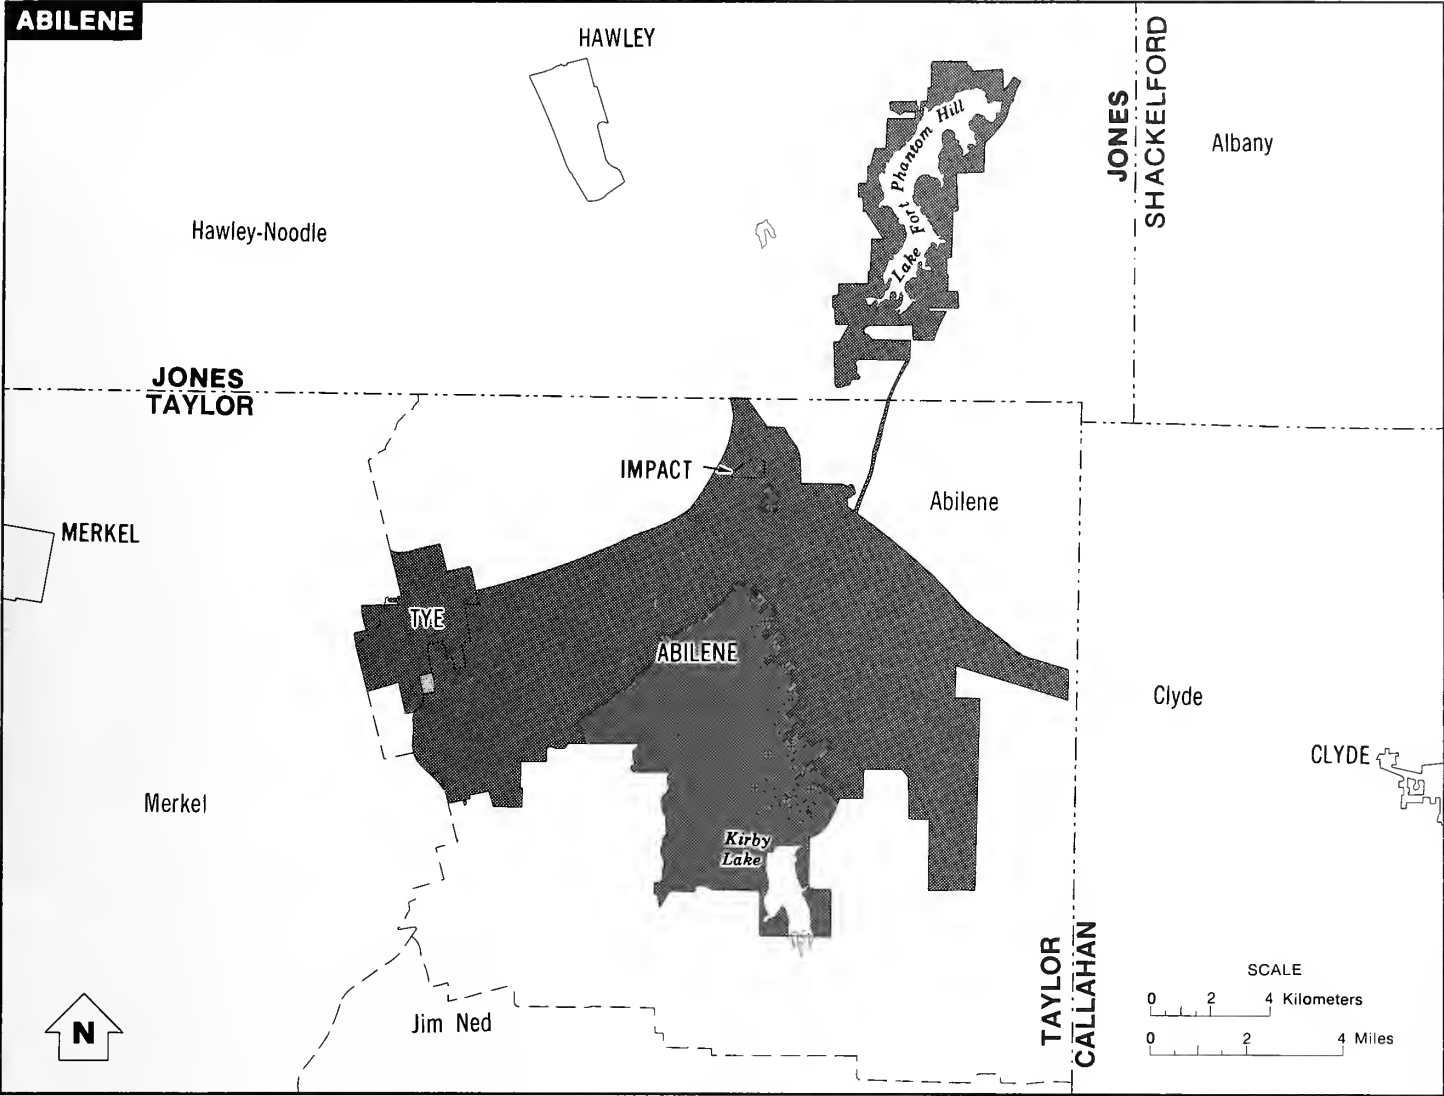 ABILENE
HAWLEY
JONES
SHACKELFORD
Albany
Lake Fort Phantom Hill
Hawley-Noodle
JONES
TAYLOR
IMPACT
Abilene
MERKEL
TYE
ABILENE
Clyde
CLYDE
Merkel
Kirby
Lake
TAYLOR
CALLAHAN
SCALE
0 2 4 Kilometers
0 2 4 Miles
N
Jim Ned